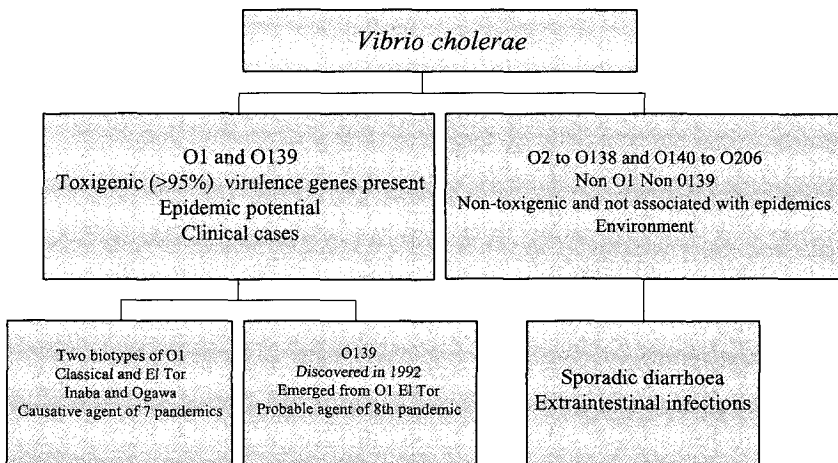 Vibrio cholerae
O1 and O139
Toxigenic (>95%) virulence genes present
Epidemic potential
Clinical cases
O2 to O138 and O140 to O206
Non O1 Non 0139
Non-toxigenic and not associated with epidemics
Environment
Two biotypes of O1
Classical and El Tor
Inaba and Ogawa
Causative agent of 7 pandemics
O139
Discovered in 1992
Emerged from O1 El Tor
Probable agent of 8th pandemic
Sporadic diarrhoea
Extraintestinal infections